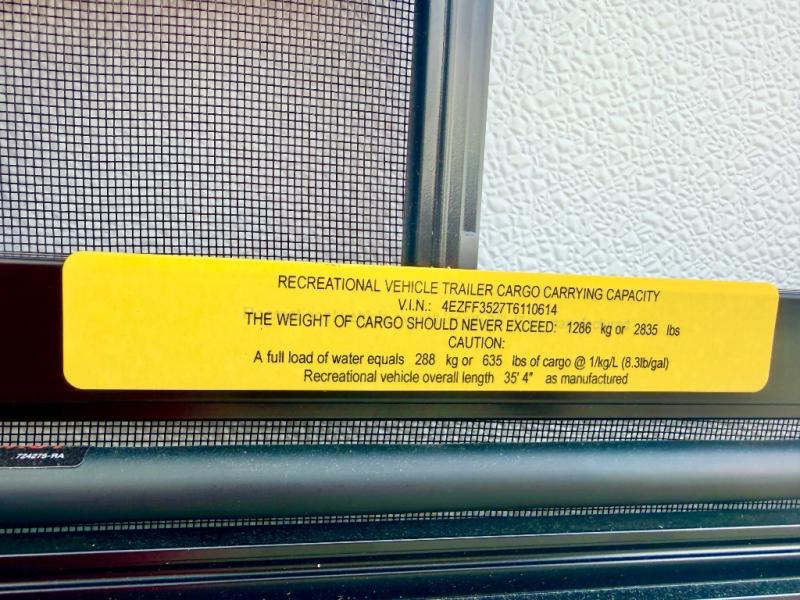 RECREATIONAL VEHICLE TRAILER CARGO CARRYING CAPACITY
V.I.N.: 4EZFF3527T6110614
THE WEIGHT OF CARGO SHOULD NEVER EXCEED: 1286 kg or 2835 lbs
CAUTION:
A full load of water equals 288 kg or 635 lbs of cargo @ 1/kg/L (8.3lb/gal)
Recreational vehicle overall length 35' 4" as manufactured
724275-RA